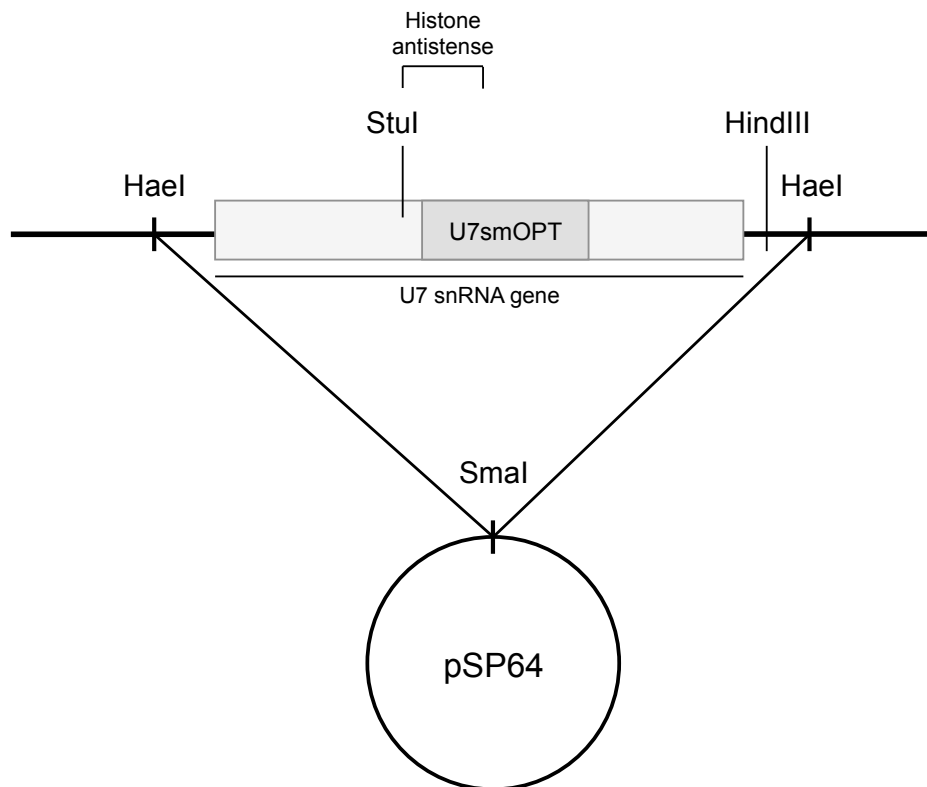 Histone
antistense
StuI
HindIII
HaeI
HaeI
U7smOPT
U7 snRNA gene
SmaI
pSP64